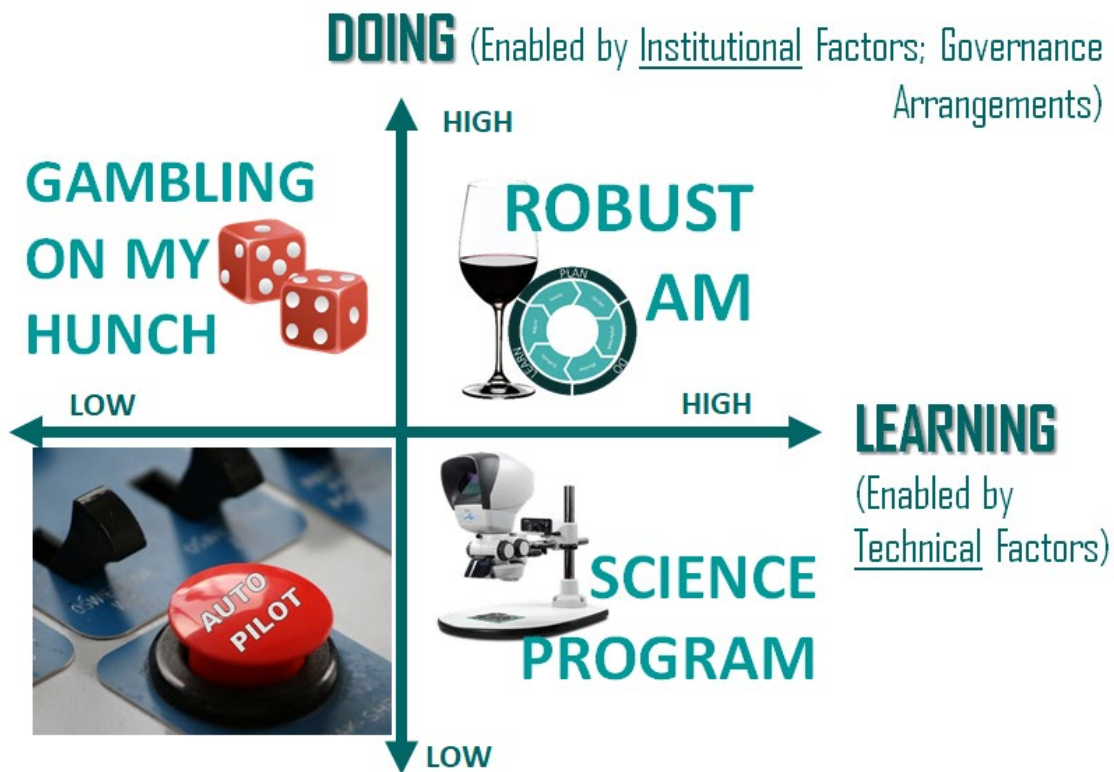 DOING (Enabled by Institutional Factors; Governance
Arrangements)
HIGH
GAMBLING
ON MY
HUNCH
ROBUST
AM
PLAN
DO
LEARN
LOW
HIGH
LEARNING
(Enabled by
Technical Factors)
AUTO
PILOT
SCIENCE
PROGRAM
LOW